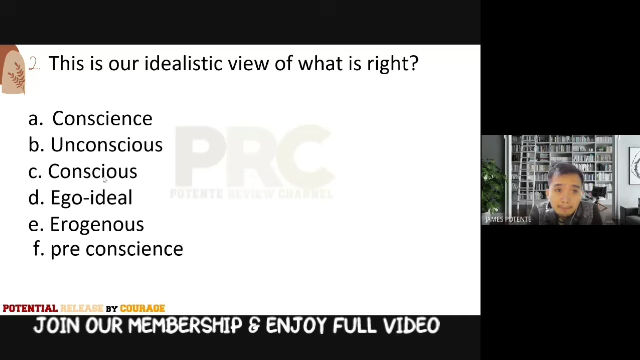 2. This is our idealistic view of what is right?
a. Conscience
b. Unconscious
c. Conscious
d. Ego-ideal
e. Erogenous
f. pre conscience
PRC
POTENTE REVIEW CHANNEL
JAMES POTENTE
POTENTIAL RELEASE BY COURAGE
JOIN OUR MEMBERSHIP & ENJOY FULL VIDEO